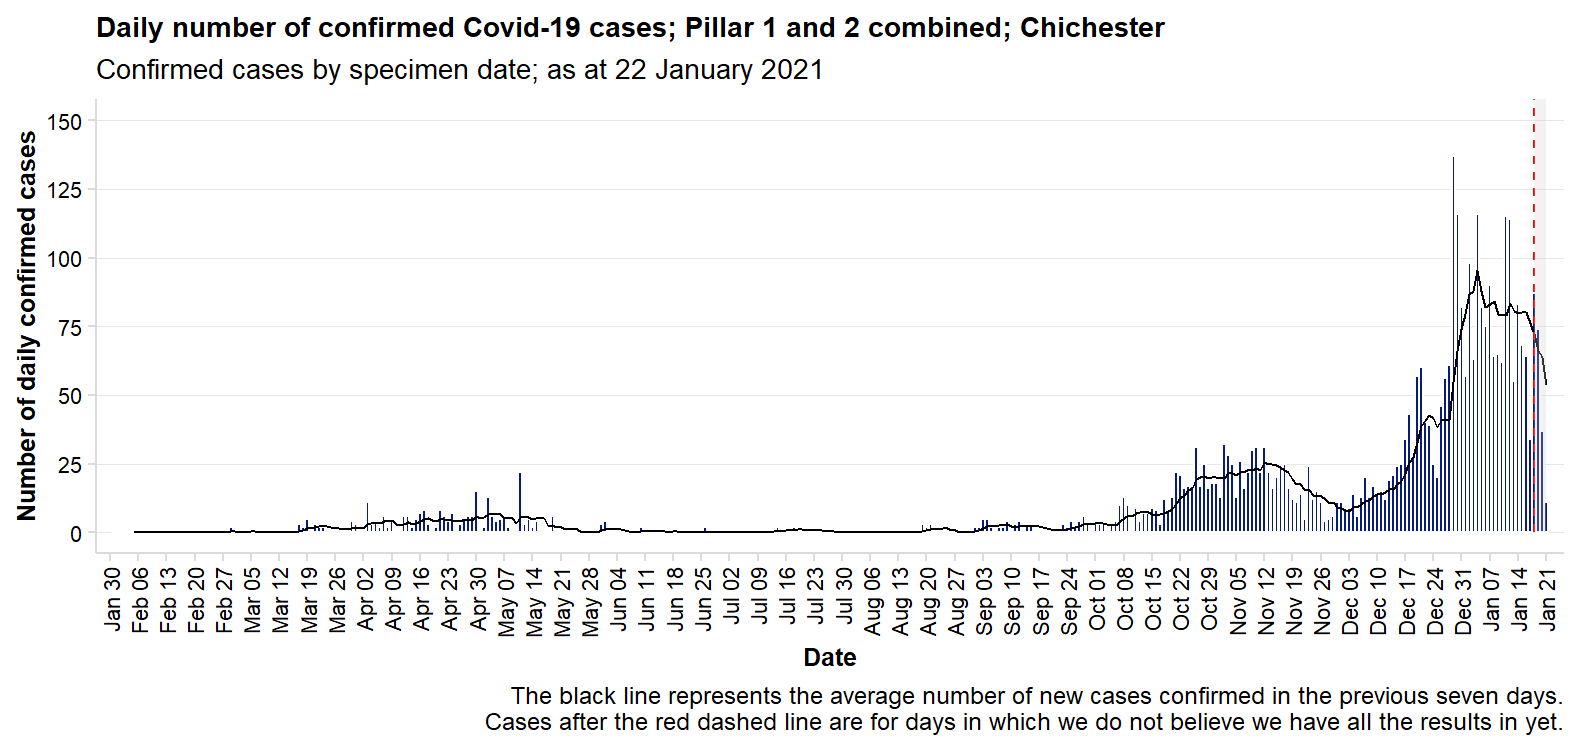 Daily number of confirmed Covid-19 cases; Pillar 1 and 2 combined; Chichester
Confirmed cases by specimen date; as at 22 January 2021
Number of daily confirmed cases
150
125
100
75
50
25
0
Jan 30
Feb 06
Feb 13
Feb 20
Feb 27
Mar 05
Mar 12
Mar 19
Mar 26
Apr 02
Apr 09
Apr 16
Apr 23
Apr 30
May 07
May 14
May 21
May 28
Jun 04
Jun 11
Jun 18
Jun 25
Jul 02
Jul 09
Jul 16
Jul 23
Jul 30
Aug 06
Aug 13
Aug 20
Aug 27
Sep 03
Sep 10
Sep 17
Sep 24
Oct 01
Oct 08
Oct 15
Oct 22
Oct 29
Nov 05
Nov 12
Nov 19
Nov 26
Dec 03
Dec 10
Dec 17
Dec 24
Dec 31
Jan 07
Jan 14
Jan 21
Date
The black line represents the average number of new cases confirmed in the previous seven days.
Cases after the red dashed line are for days in which we do not believe we have all the results in yet.